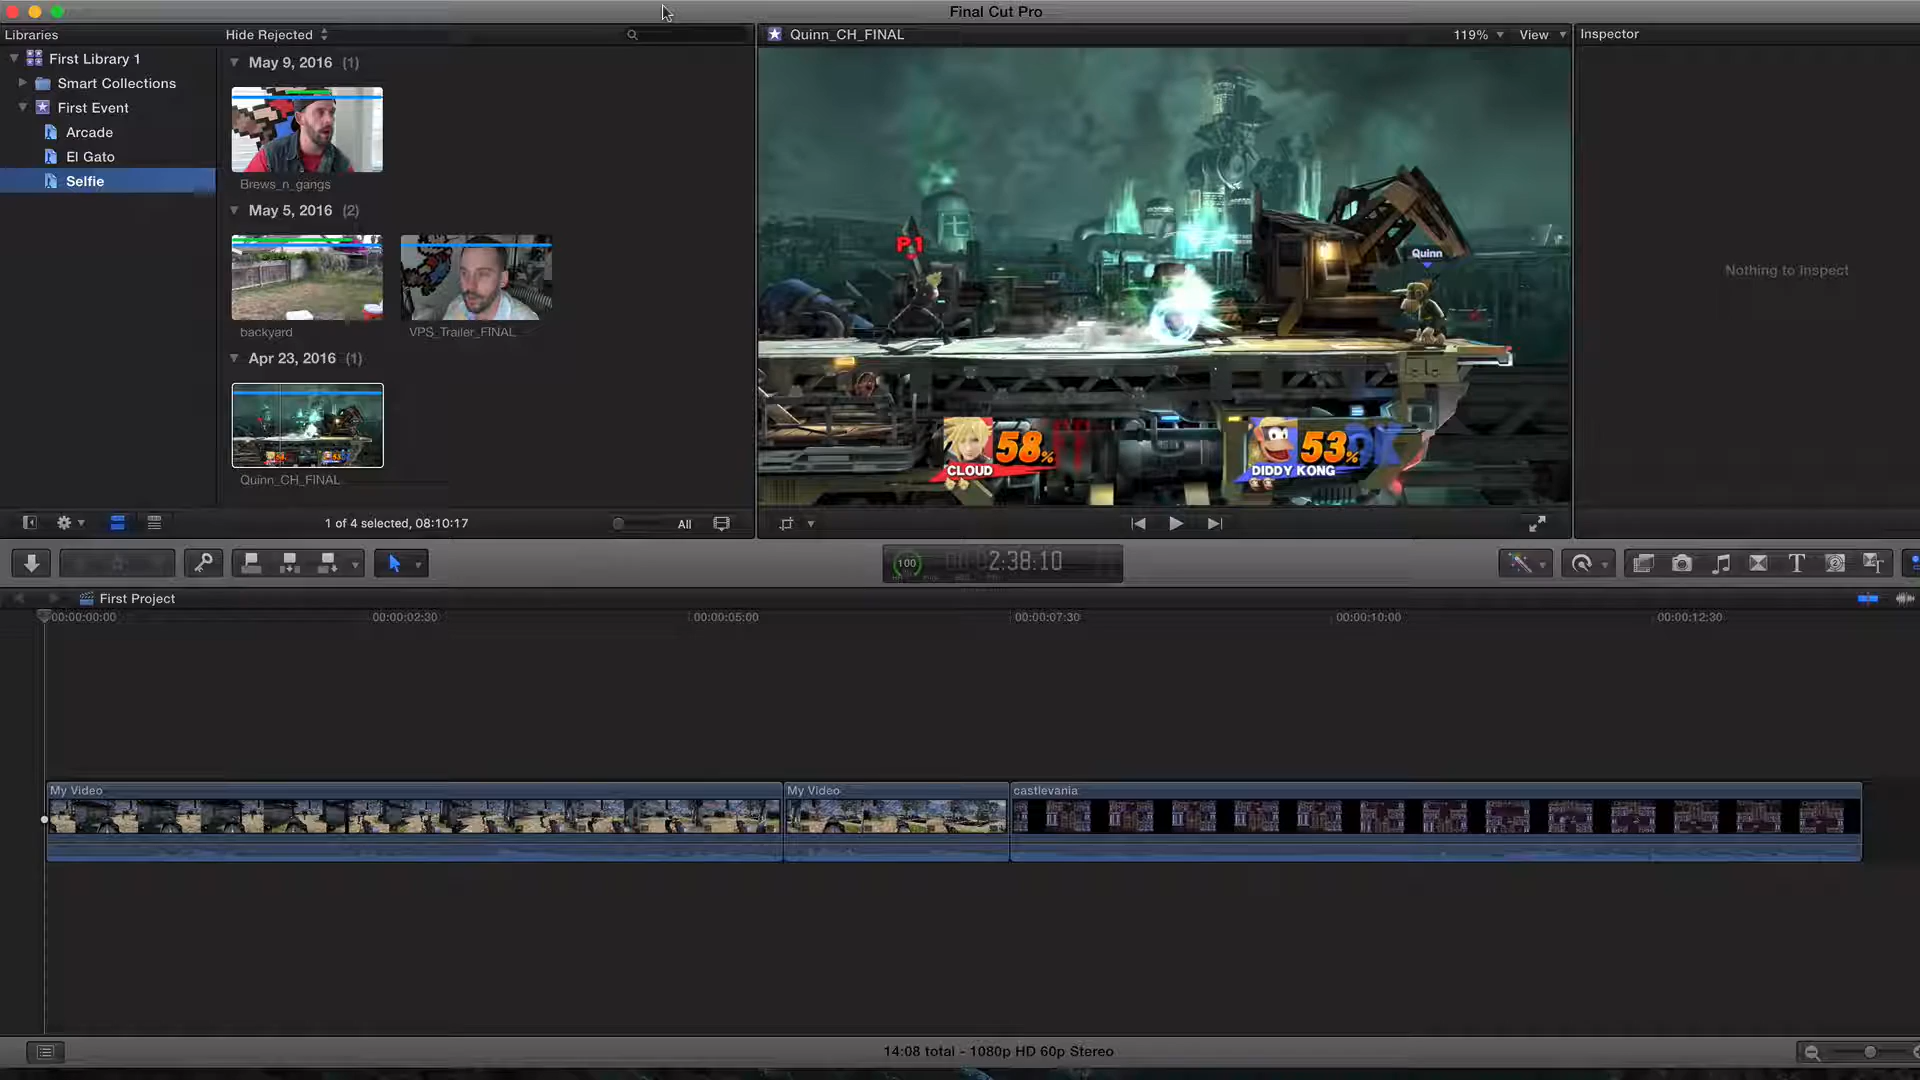 Final Cut Pro
Libraries
Hide Rejected
Quinn_CH_FINAL
119%
View
Inspector
First Library 1
Smart Collections
First Event
Arcade
El Gato
Selfie
May 9, 2016 (1)
Brews_n_gangs
May 5, 2016 (2)
backyard
VPS_Trailer_FINAL
Apr 23, 2016 (1)
Quinn_CH_FINAL
P1
Quinn
58%
CLOUD
53%
DIDDY KONG
Nothing to Inspect
1 of 4 selected, 08:10:17
All
100
2:38:10
First Project
00:00:00:00
00:00:02:30
00:00:05:00
00:00:07:30
00:00:10:00
00:00:12:30
My Video
My Video
castlevania
14:08 total - 1080p HD 60p Stereo